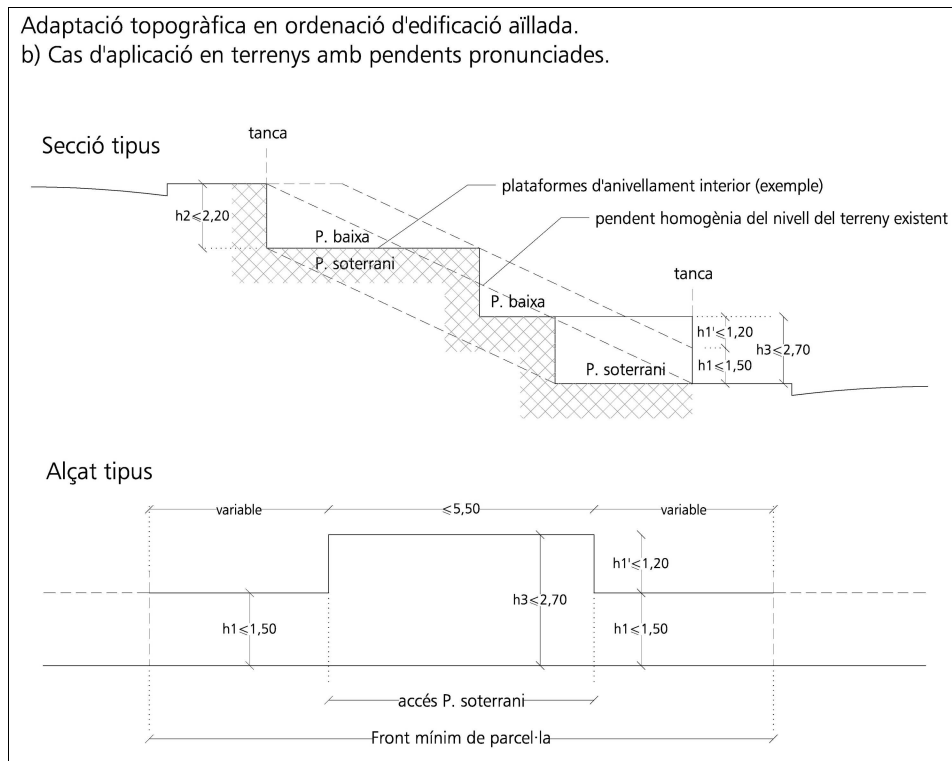 Adaptació topogràfica en ordenació d'edificació aïllada.
b) Cas d'aplicació en terrenys amb pendents pronunciades.
Secció tipus
tanca
plataformes d'anivellament interior (exemple)
h2⩽2,20
pendent homogènia del nivell del terreny existent
P. baixa
P. soterrani
tanca
P. baixa
h1'⩽1,20
h3⩽2,70
P. soterrani
h1⩽1,50
Alçat tipus
variable
⩽5,50
variable
h1'⩽1,20
h3⩽2,70
h1⩽1,50
h1⩽1,50
accés P. soterrani
Front mínim de parcel·la